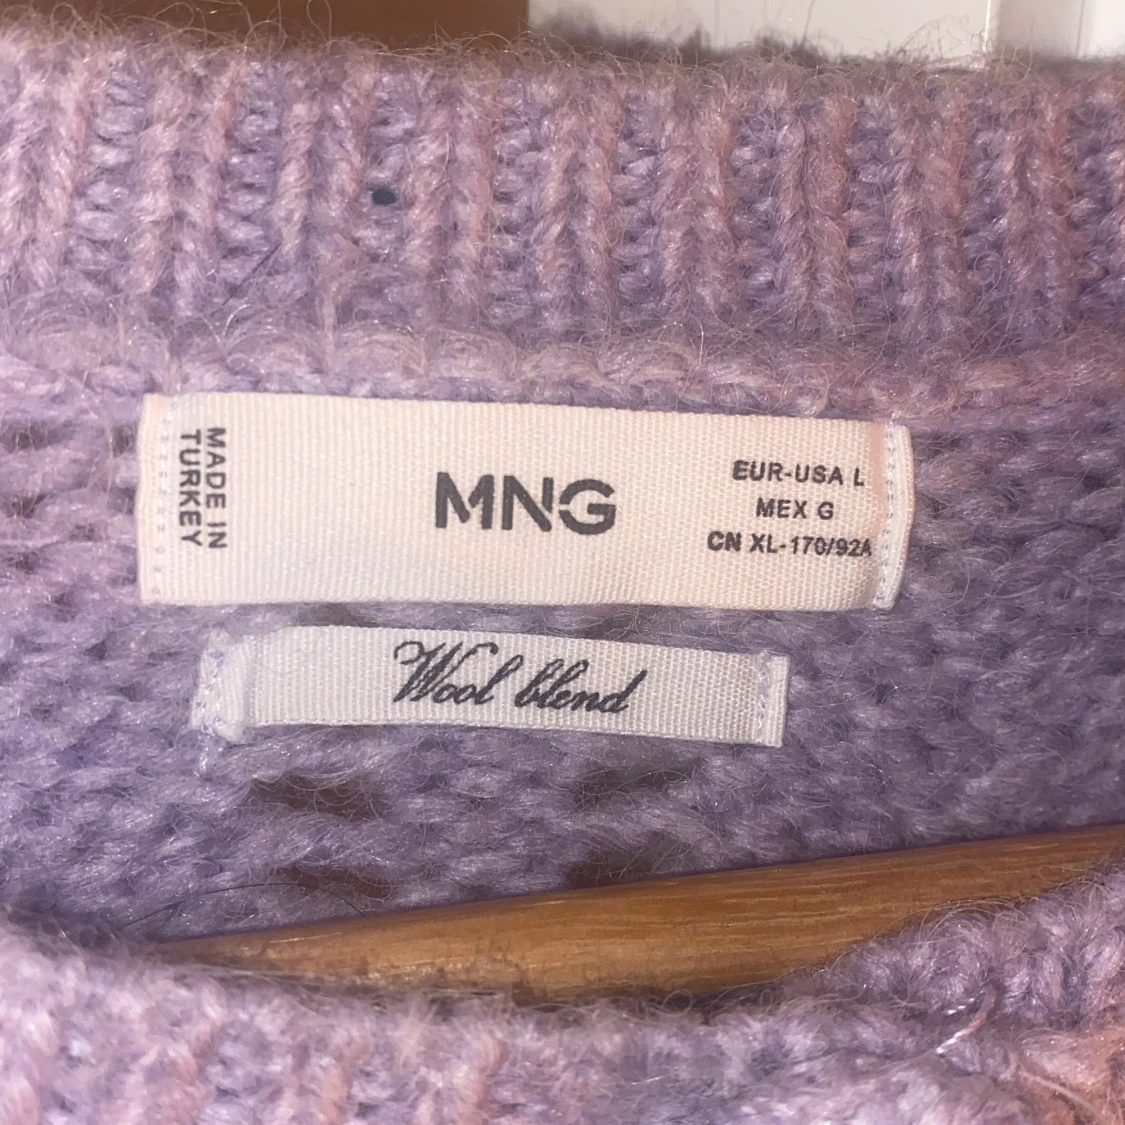 MADE IN
TURKEY
MNG
EUR-USA L
MEX G
CN XL-170/92A
Wool blend